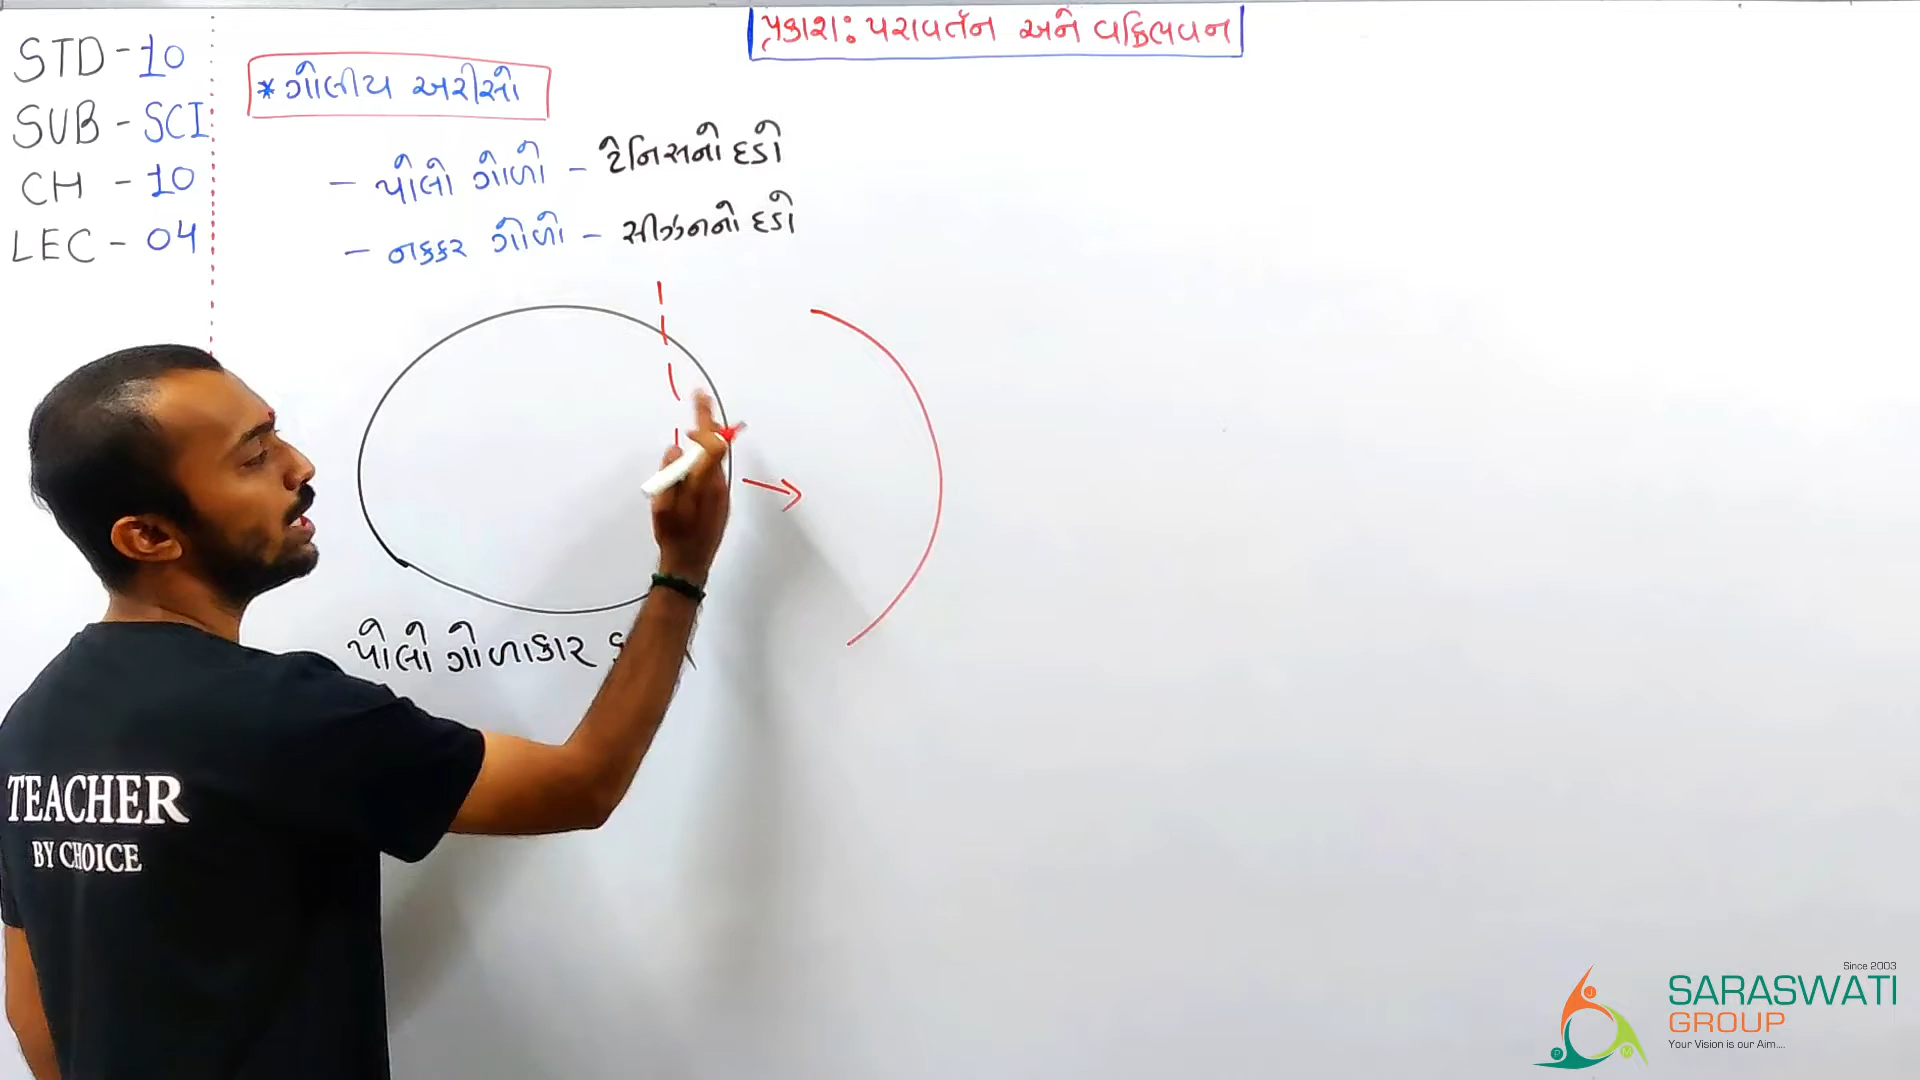 પ્રકાશ: પરાવર્તન અને વક્રિભવન
STD-10
SUB - SCI
CH - 10
LEC - 04
* ગોલીય અરીસો
- પોલો ગોળો - ટેનિસનો દડો
- નક્કર ગોળો - સીઝનનો દડો
પોલો ગોળાકાર
TEACHER
BY CHOICE
Since 2003
SARASWATI
GROUP
Your Vision is our Aim....
J
P
M